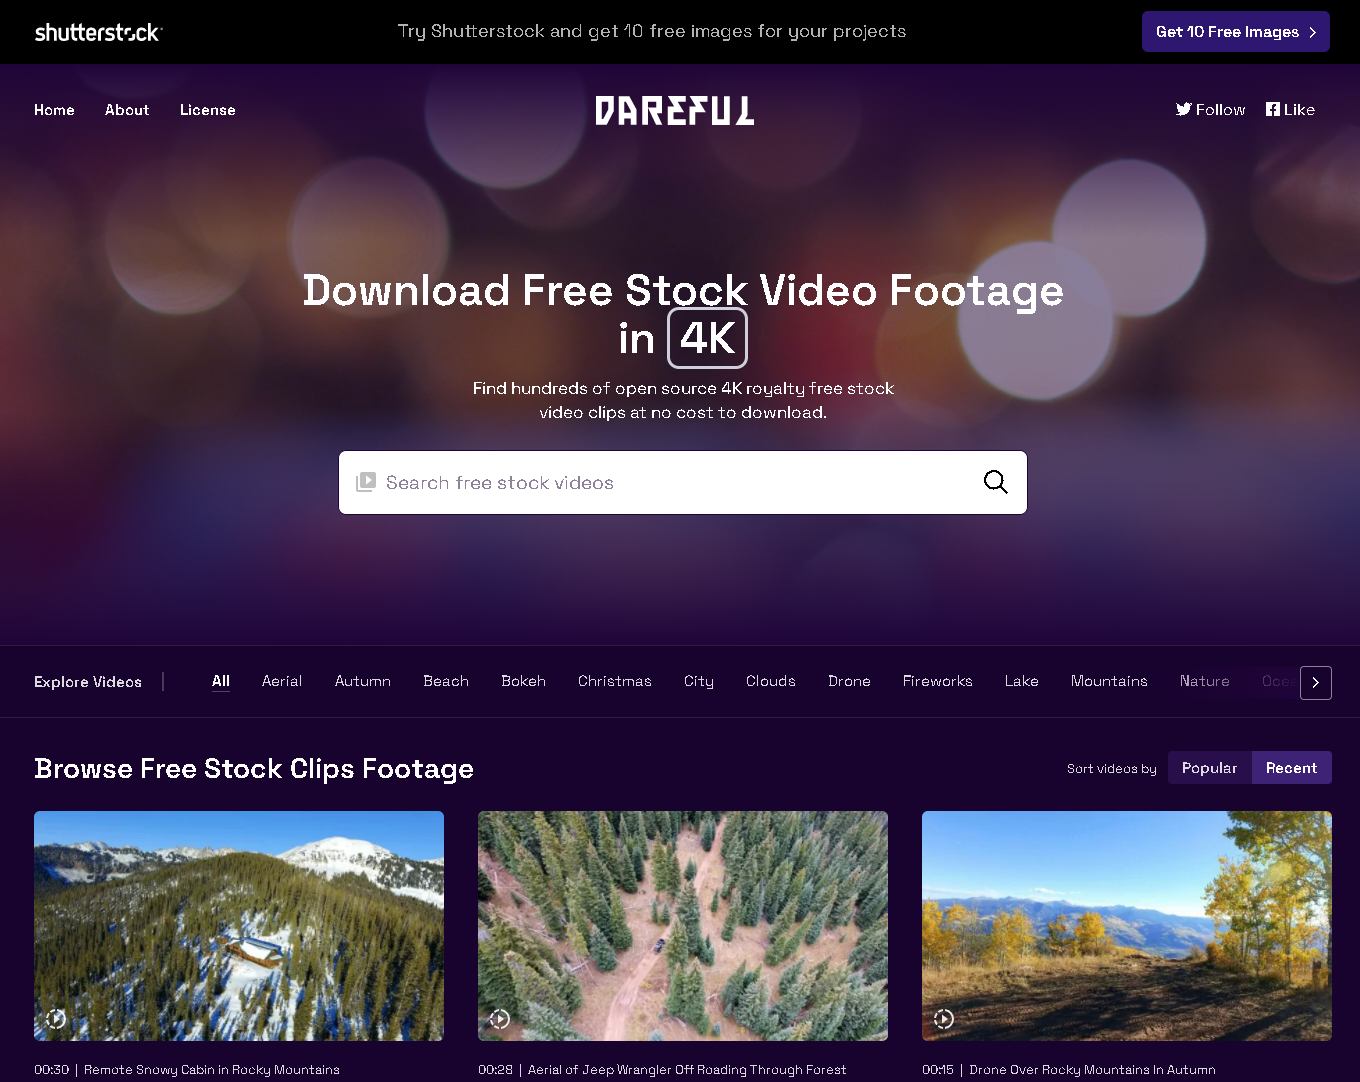 shutterstock
Try Shutterstock and get 10 free images for your projects
Get 10 Free Images
Home
About
License
DAREFUL
Follow
Like
Download Free Stock Video Footage
in 4K
Find hundreds of open source 4K royalty free stock
video clips at no cost to download.
Search free stock videos
Explore Videos
All
Aerial
Autumn
Beach
Bokeh
Christmas
City
Clouds
Drone
Fireworks
Lake
Mountains
Nature
Browse Free Stock Clips Footage
Sort videos by
Popular
Recent
00:30 | Remote Snowy Cabin in Rocky Mountains
00:28 | Aerial of Jeep Wrangler Off Roading Through Forest
00:15 | Drone Over Rocky Mountains In Autumn